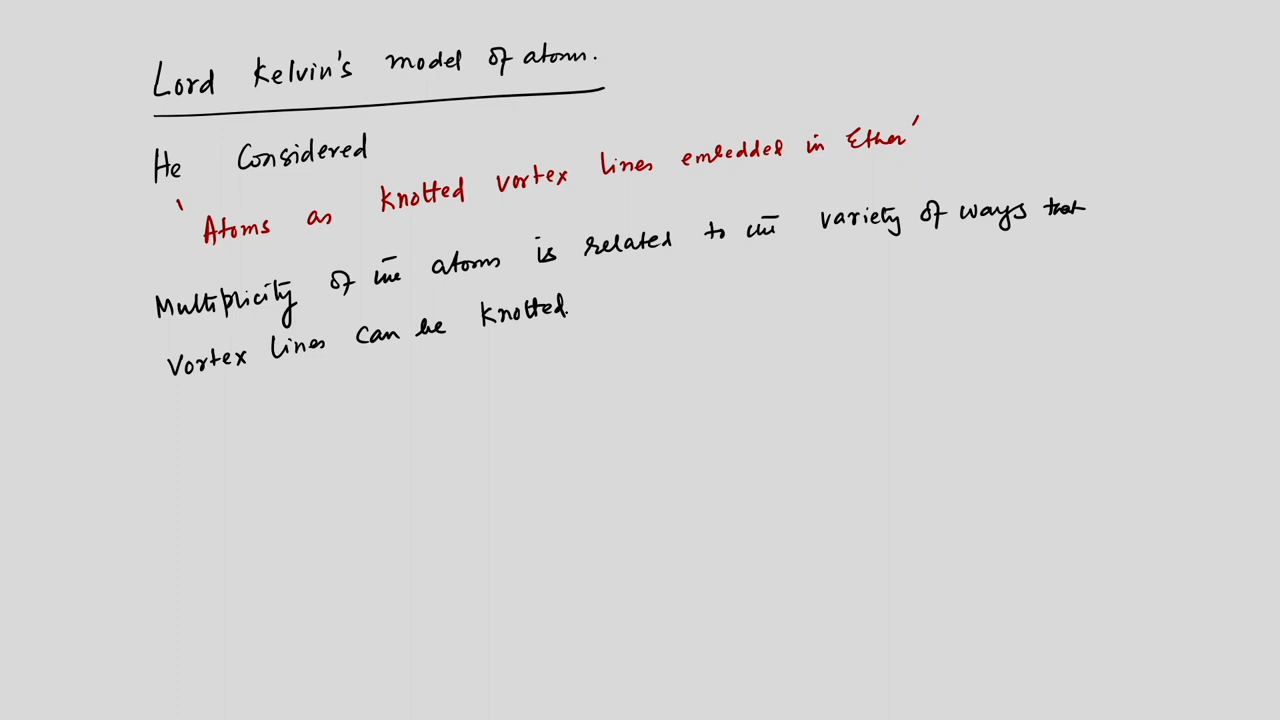 Lord Kelvin's model of atom.
He Considered
'Atoms as knotted vortex lines embedded in Ether'
Multiplicity of the atoms is related to the variety of ways that
Vortex lines can be knotted.